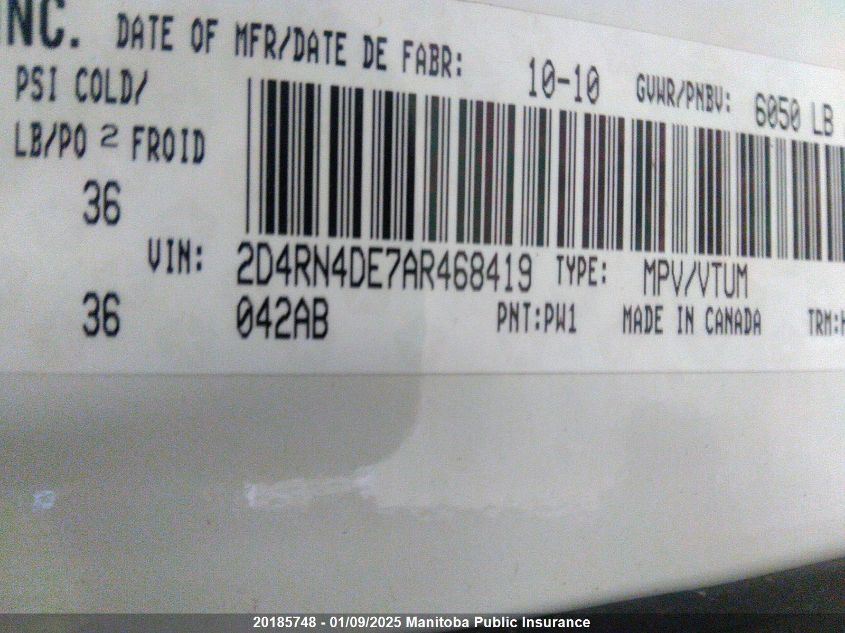 INC. DATE OF MFR/DATE DE FABR: 10-10 GVWR/PNBV: 6050 LB
PSI COLD/
LB/PO 2 FROID
36
VIN: 2D4RN4DE7AR468419 TYPE: MPV/VTUM
36 042AB PNT:PW1 MADE IN CANADA TRM:
20185748 - 01/09/2025 Manitoba Public Insurance